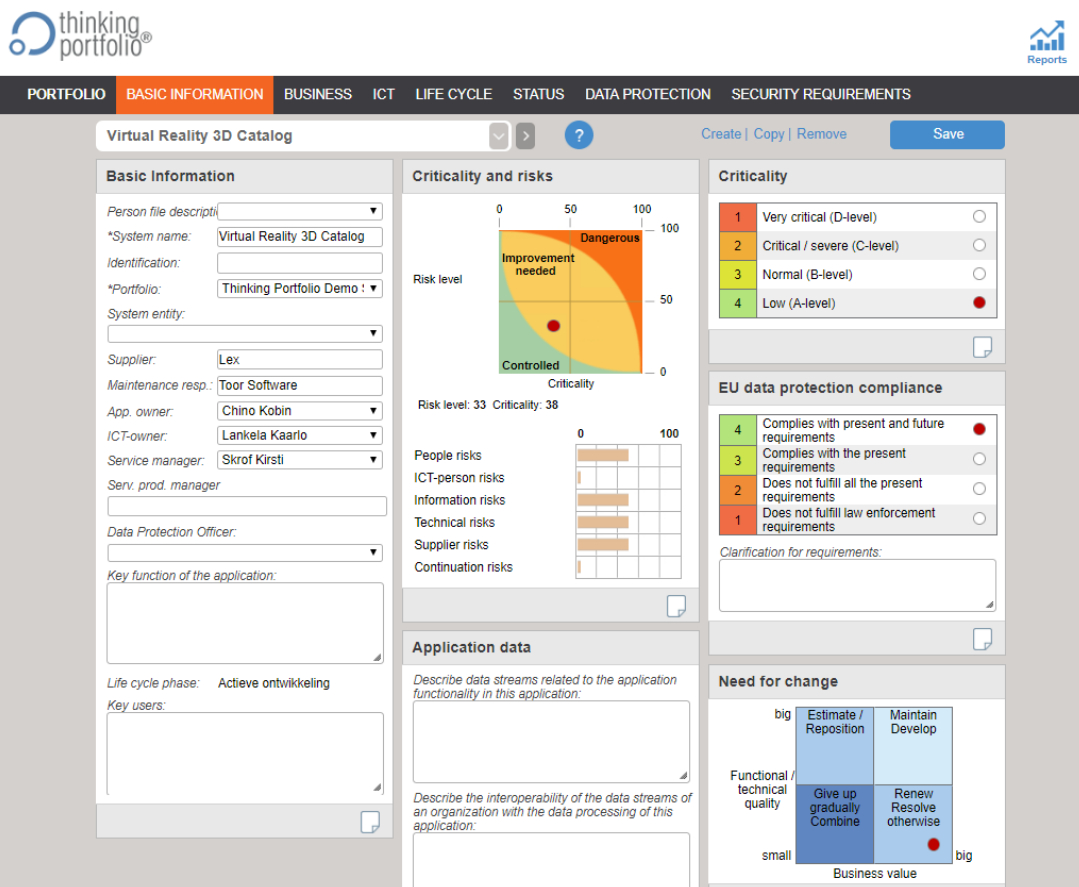 thinking
portfolio®
Reports
PORTFOLIO BASIC INFORMATION BUSINESS ICT LIFE CYCLE STATUS DATA PROTECTION SECURITY REQUIREMENTS
Virtual Reality 3D Catalog
?
Create | Copy | Remove
Save
Basic Information
Person file descripti
*System name: Virtual Reality 3D Catalog
Identification:
*Portfolio: Thinking Portfolio Demo
System entity:
Supplier: Lex
Maintenance resp.: Toor Software
App. owner: Chino Kobin
ICT-owner: Lankela Kaarlo
Service manager: Skrof Kirsti
Serv. prod. manager
Data Protection Officer:
Key function of the application:
Life cycle phase: Actieve ontwikkeling
Key users:
Criticality and risks
0 50 100
100
Dangerous
Improvement
needed
Risk level
50
Controlled
0
Criticality
Risk level: 33 Criticality: 38
0 100
People risks
ICT-person risks
Information risks
Technical risks
Supplier risks
Continuation risks
Application data
Describe data streams related to the application
functionality in this application:
Describe the interoperability of the data streams of
an organization with the data processing of this
application:
Criticality
1 Very critical (D-level)
2 Critical / severe (C-level)
3 Normal (B-level)
4 Low (A-level)
EU data protection compliance
4 Complies with present and future
requirements
3 Complies with the present
requirements
2 Does not fulfill all the present
requirements
1 Does not fulfill law enforcement
requirements
Clarification for requirements:
Need for change
big
Estimate /
Reposition
Maintain
Develop
Functional /
technical
quality
Give up
gradually
Combine
Renew
Resolve
otherwise
small
big
Business value